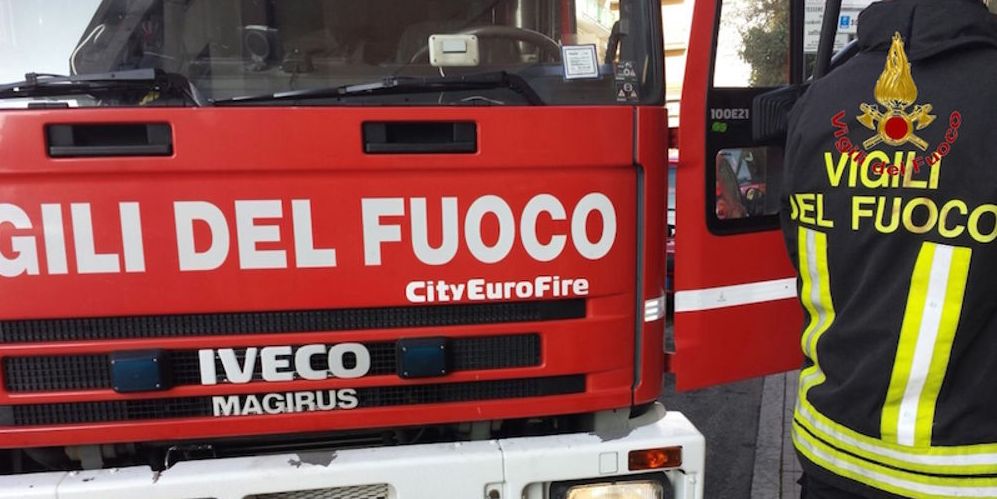 GILI DEL FUOCO
CityEuroFire
IVECO
MAGIRUS
100E21
Vigili del FuoCO
VIGILI
DEL FUOCO